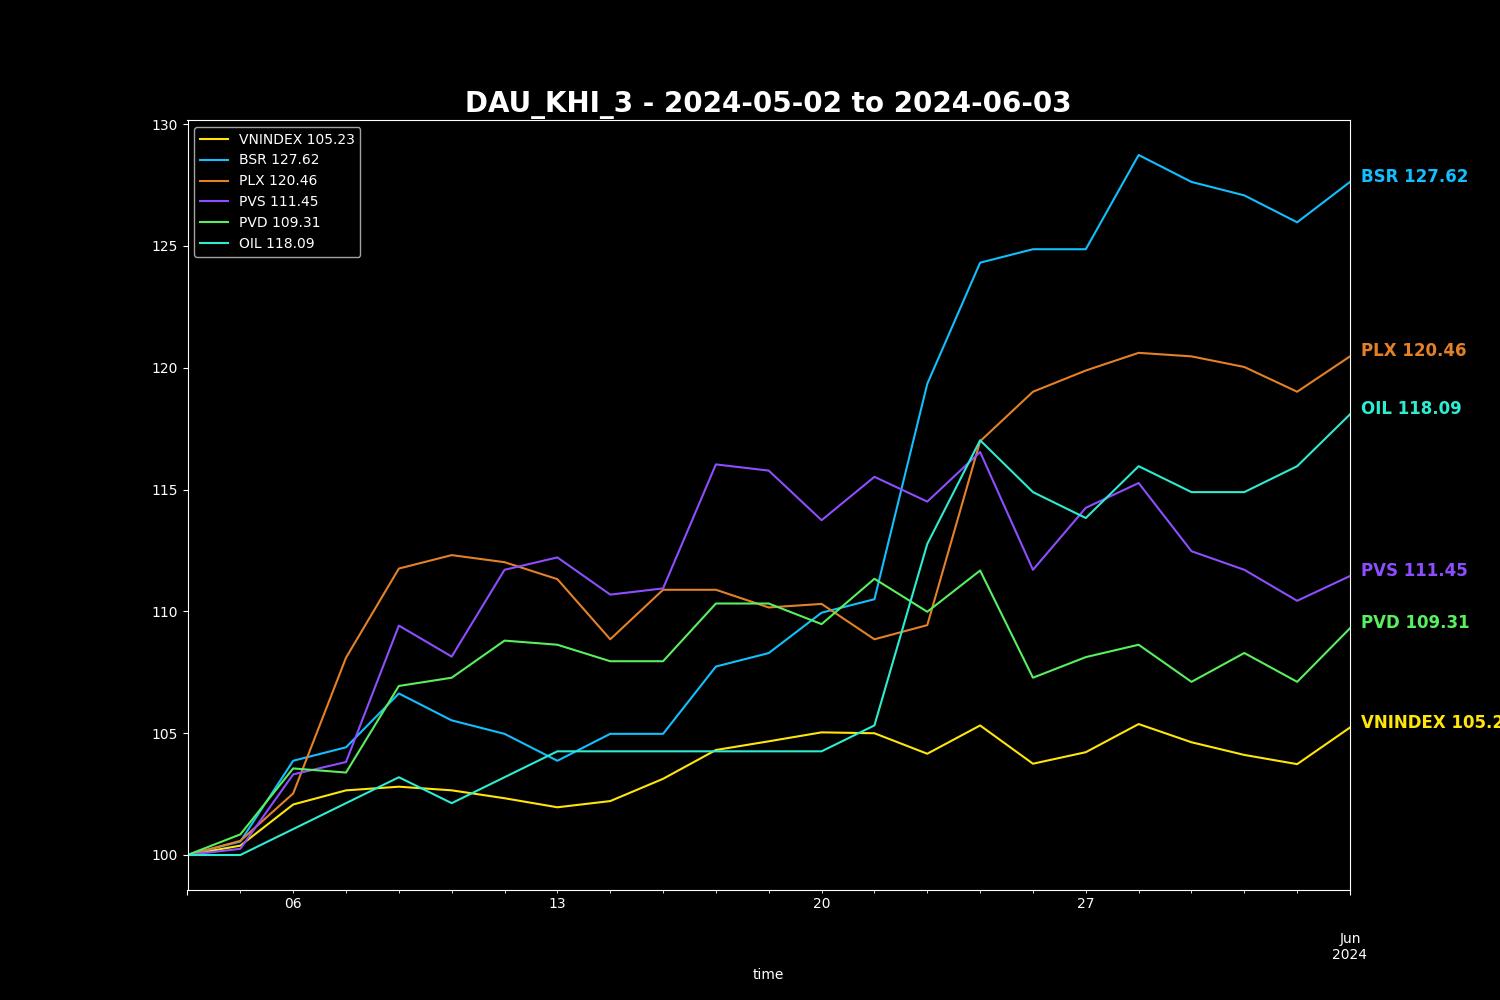 DAU_KHI_3 - 2024-05-02 to 2024-06-03
130
125
120
115
110
105
100
VNINDEX 105.23
BSR 127.62
PLX 120.46
PVS 111.45
PVD 109.31
OIL 118.09
BSR 127.62
PLX 120.46
OIL 118.09
PVS 111.45
PVD 109.31
VNINDEX 105.2
06
13
20
27
Jun
2024
time